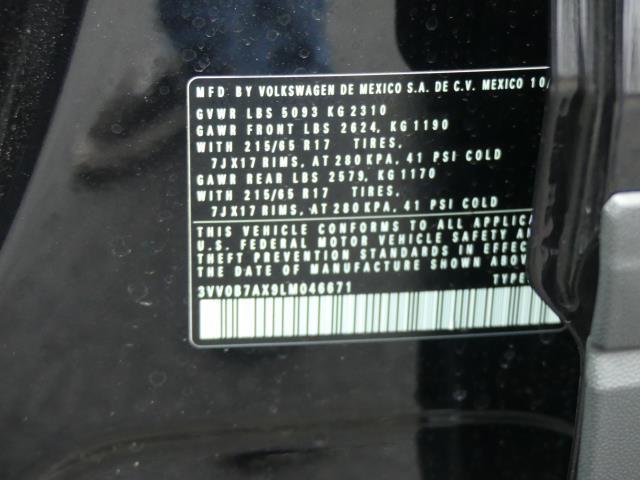 MFD BY VOLKSWAGEN DE MEXICO S.A. DE C.V. MEXICO 10/
GVWR LBS 5093 KG 2310
GAWR FRONT LBS 2624, KG 1190
WITH 215/65 R17 TIRES,
7JX17 RIMS, AT 280 KPA, 41 PSI COLD
GAWR REAR LBS 2579, KG 1170
WITH 215/65 R17 TIRES,
7JX17 RIMS, AT 280 KPA, 41 PSI COLD
THIS VEHICLE CONFORMS TO ALL APPLICA
U.S. FEDERAL MOTOR VEHICLE SAFETY A
THEFT PREVENTION STANDARDS IN EFFEC
DATE OF MANUFACTURE SHOWN ABOV
3VV0B7AX9LM046671 TYPE